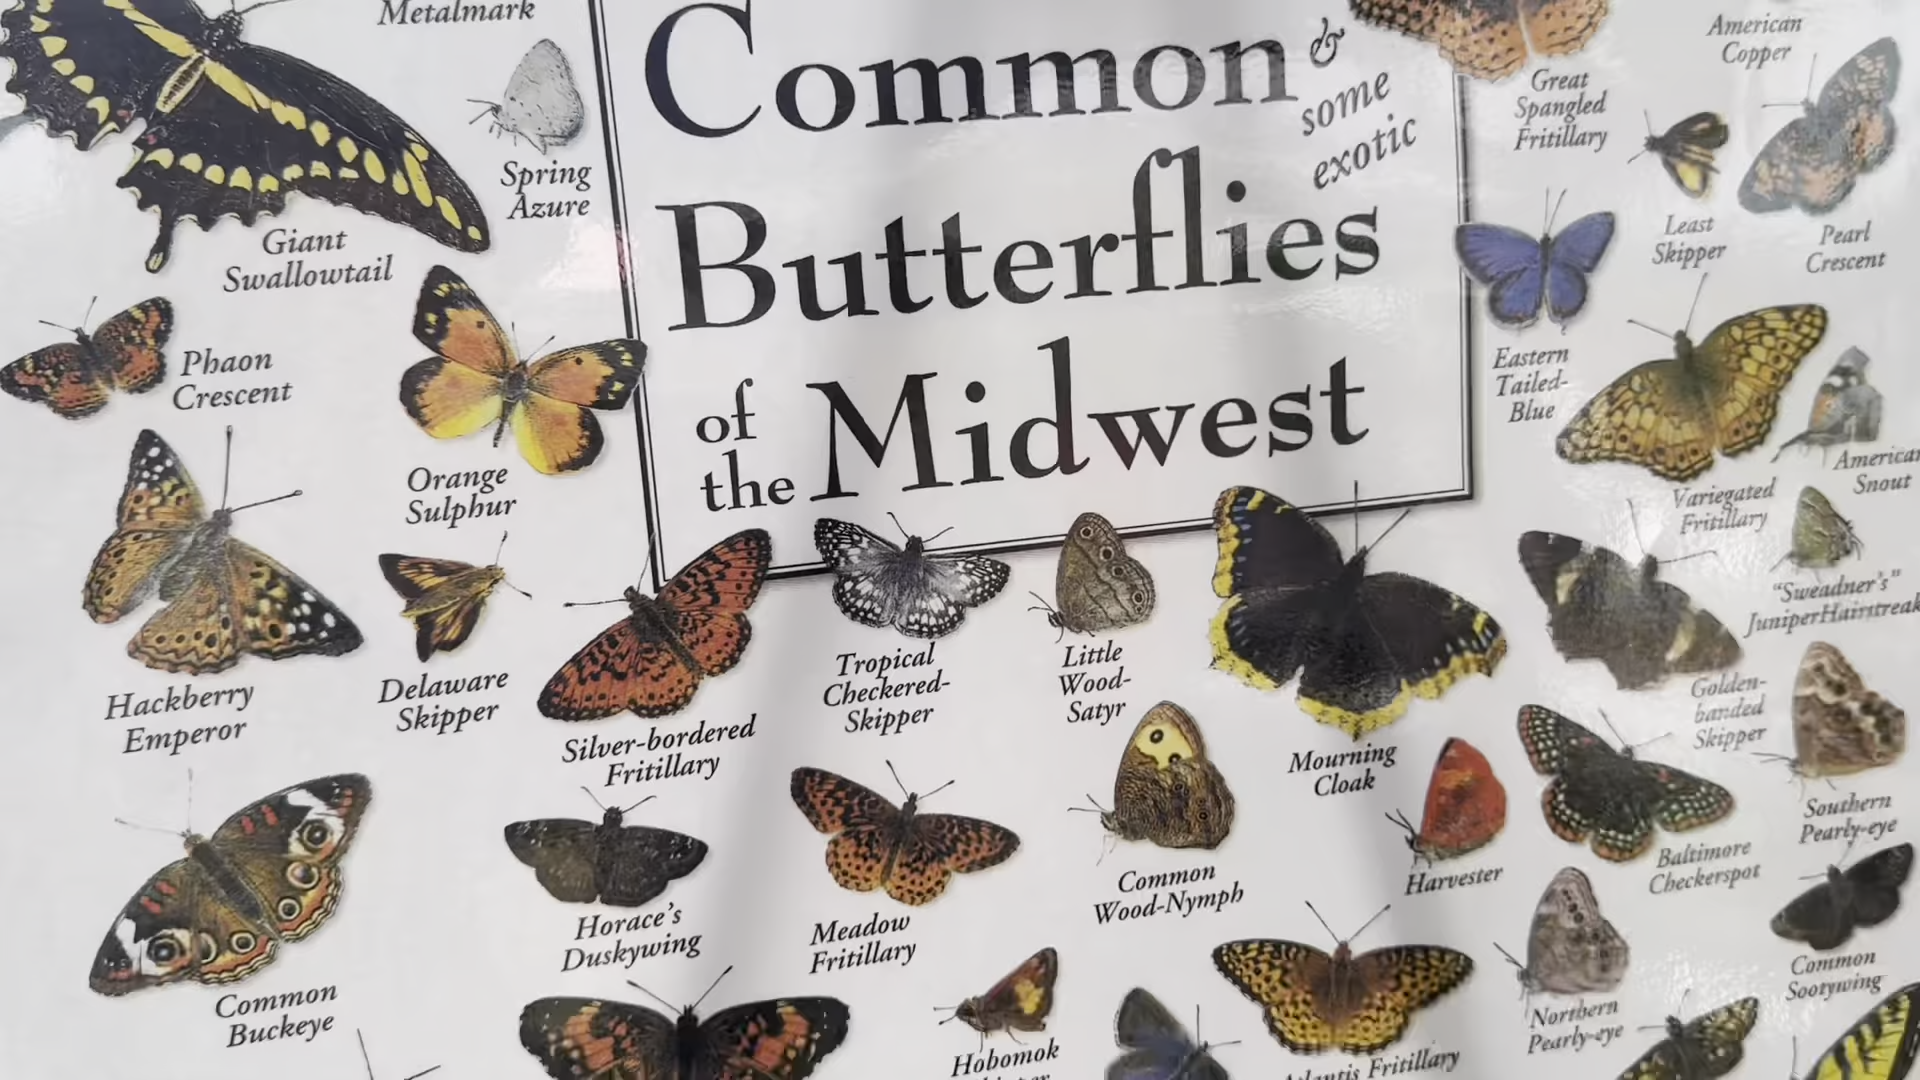 Metalmark
Common
&
some
exotic
Butterflies
of
the Midwest
American
Copper
Great
Spangled
Fritillary
Spring
Azure
Giant
Swallowtail
Least
Skipper
Pearl
Crescent
Phaon
Crescent
Eastern
Tailed-
Blue
Orange
Sulphur
American
Snout
Variegated
Fritillary
"Sweadner's"
JuniperHairstreak
Hackberry
Emperor
Delaware
Skipper
Silver-bordered
Fritillary
Tropical
Checkered-
Skipper
Little
Wood-
Satyr
Mourning
Cloak
Golden-
banded
Skipper
Southern
Pearly-eye
Common
Buckeye
Horace's
Duskywing
Meadow
Fritillary
Common
Wood-Nymph
Harvester
Baltimore
Checkerspot
Northern
Pearly-eye
Common
Sootywing
Hobomok
Atlantis Fritillary